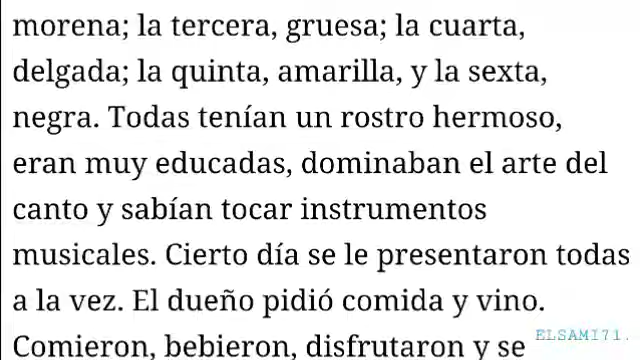 morena; la tercera, gruesa; la cuarta,
delgada; la quinta, amarilla, y la sexta,
negra. Todas tenían un rostro hermoso,
eran muy educadas, dominaban el arte del
canto y sabían tocar instrumentos
musicales. Cierto día se le presentaron todas
a la vez. El dueño pidió comida y vino.
Comieron, bebieron, disfrutaron y se
ELSAMI71.